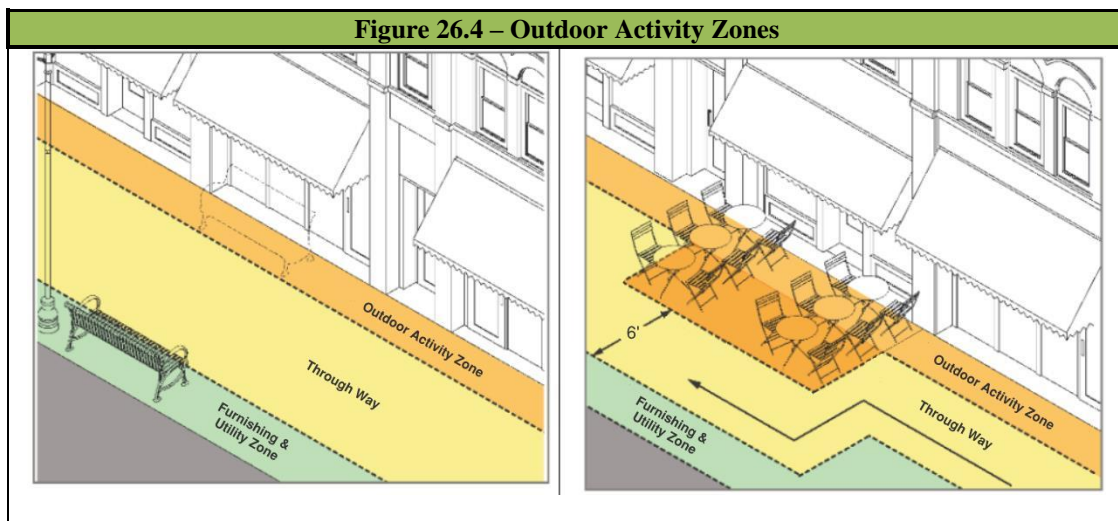 Figure 26.4 – Outdoor Activity Zones
Outdoor Activity Zone
Through Way
Furnishing &
Utility Zone
6'
Outdoor Activity Zone
Through Way
Furnishing &
Utility Zone